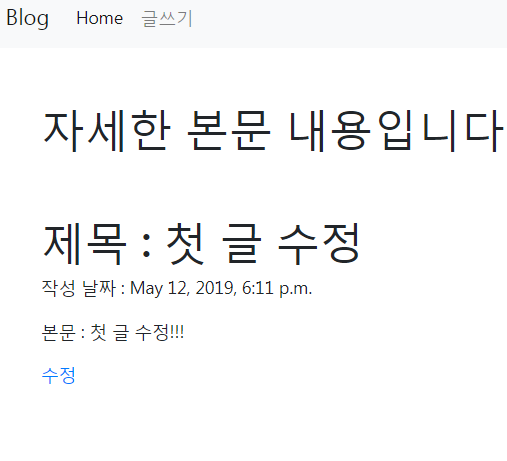 Blog Home 글쓰기
자세한 본문 내용입니다
제목 : 첫 글 수정
작성 날짜 : May 12, 2019, 6:11 p.m.
본문 : 첫 글 수정!!!
수정